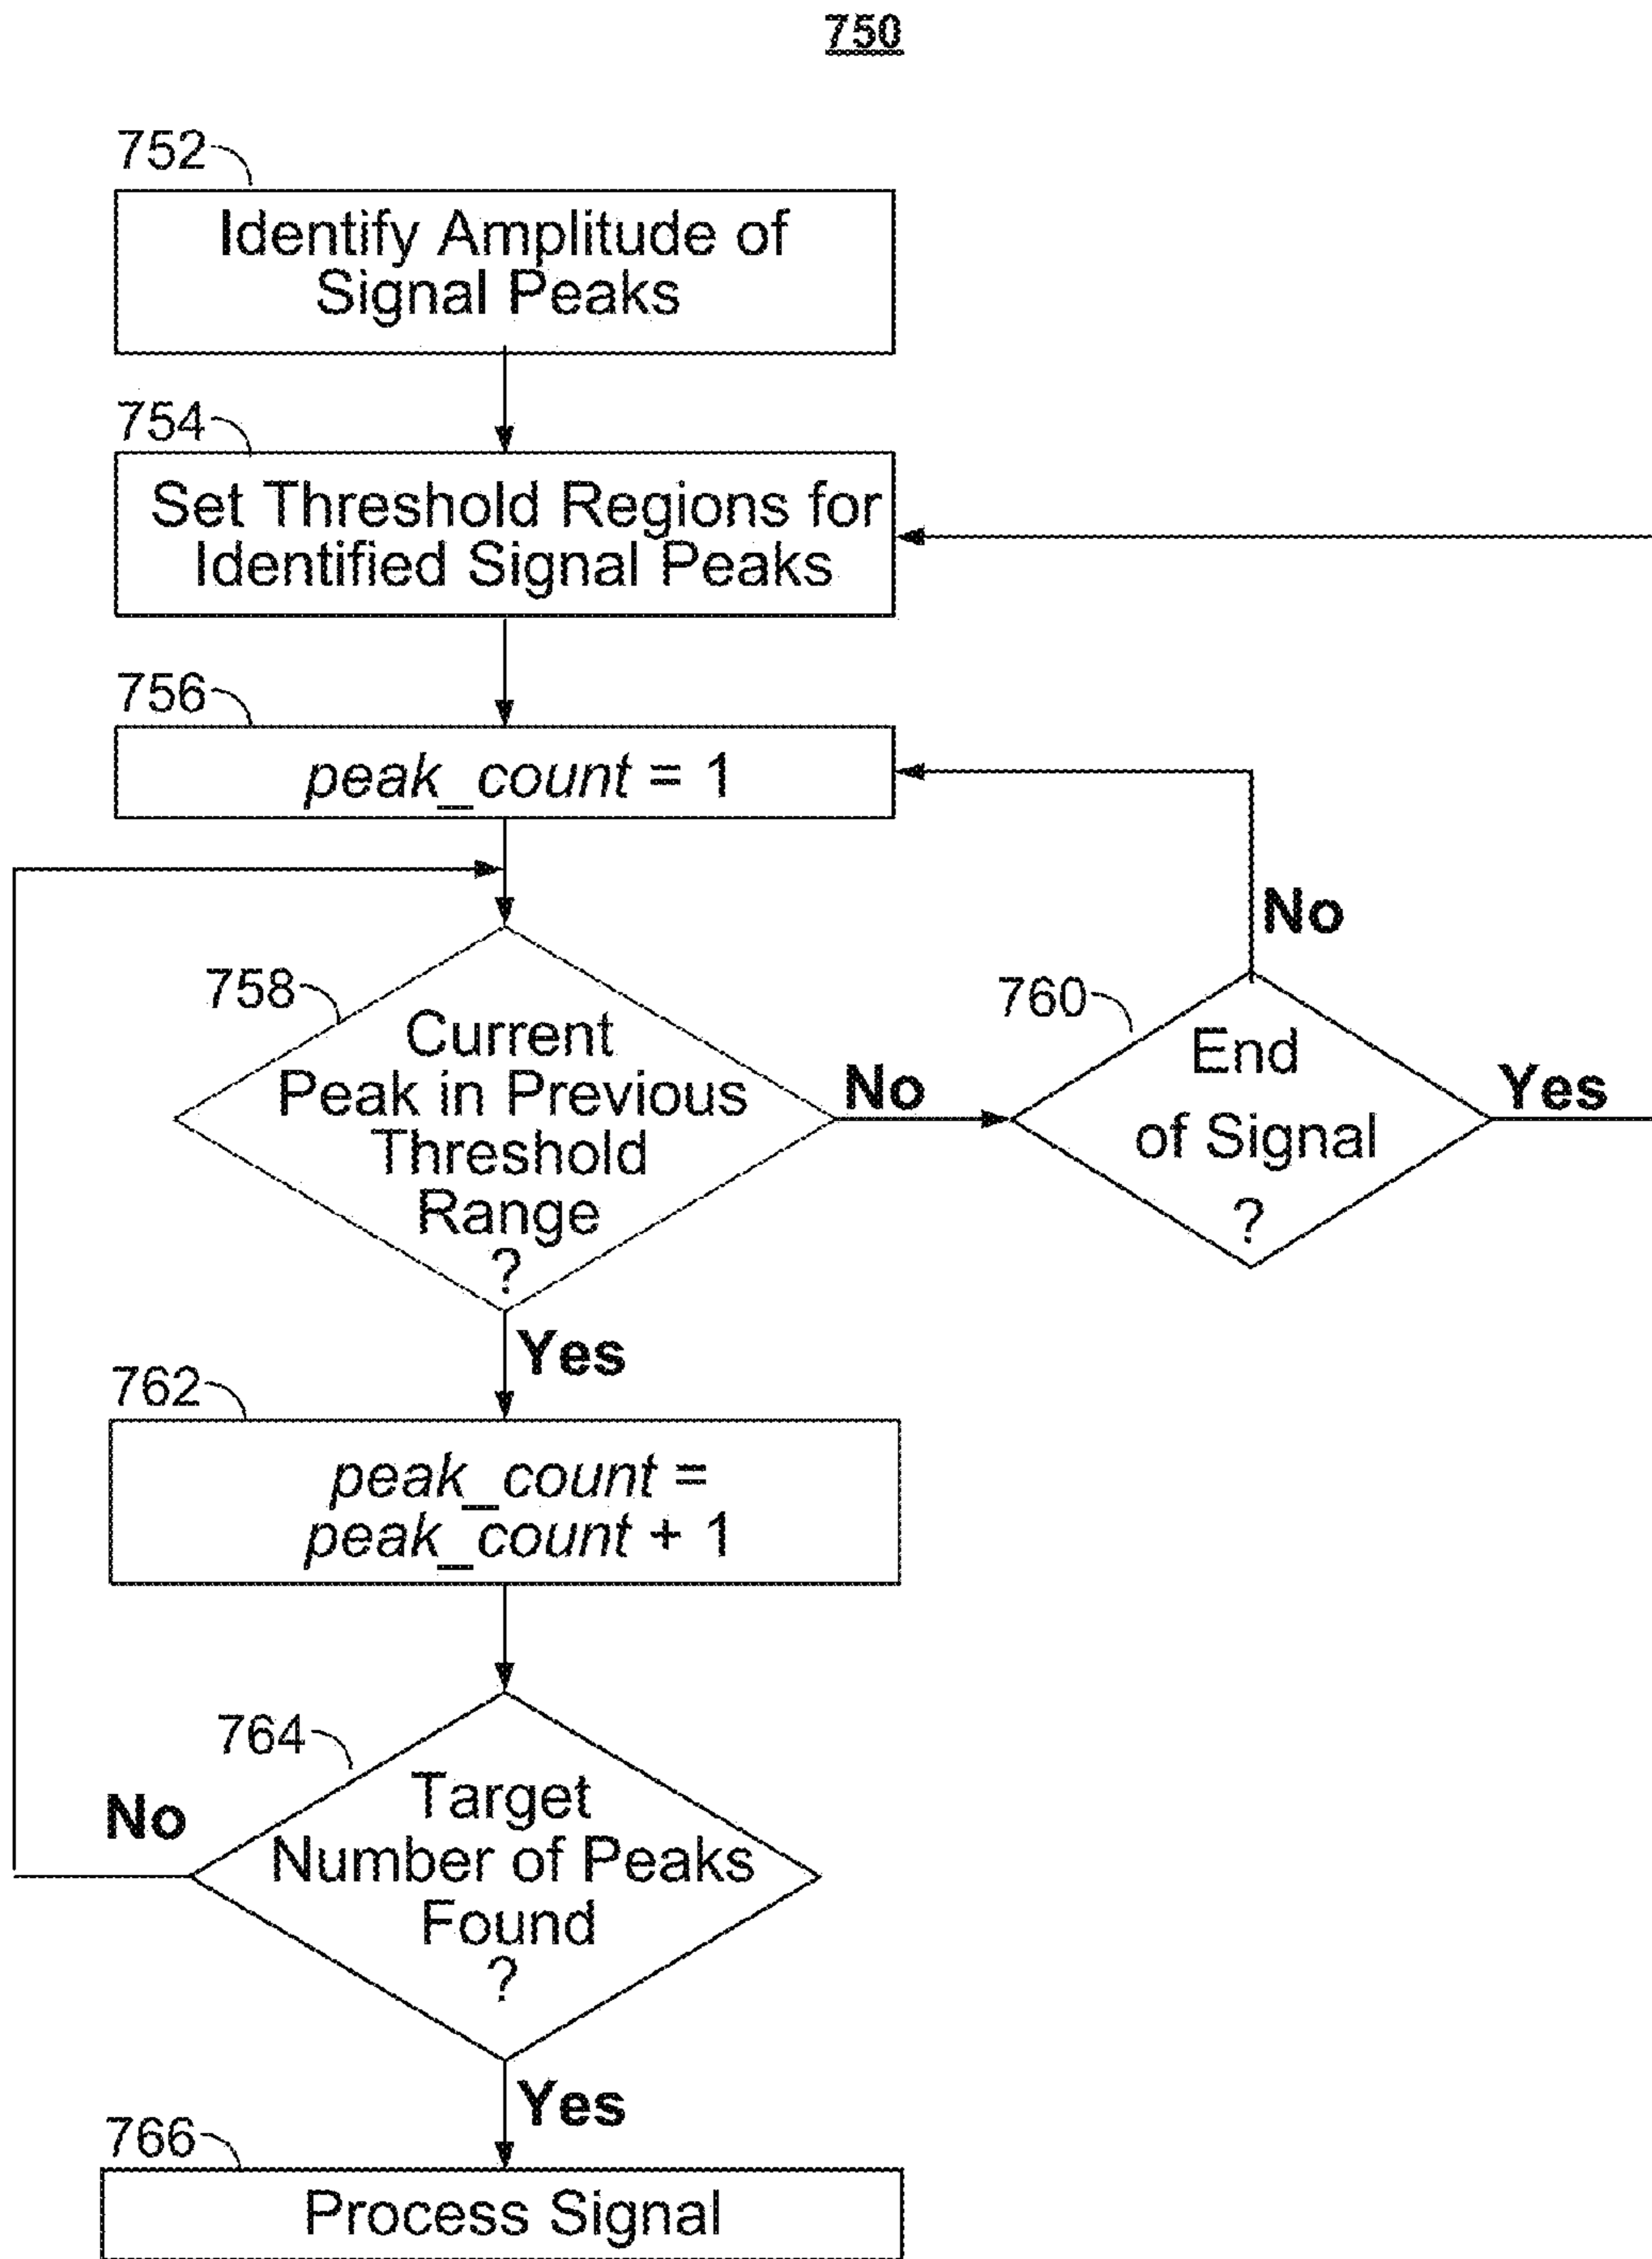 750
752
Identify Amplitude of
Signal Peaks
754
Set Threshold Regions for
Identified Signal Peaks
756
peak_count = 1
758
Current
Peak in Previous
Threshold
Range
?
No
760
End
of Signal
?
No
Yes
Yes
762
peak_count =
peak_count + 1
764
Target
Number of Peaks
Found
?
No
Yes
766
Process Signal